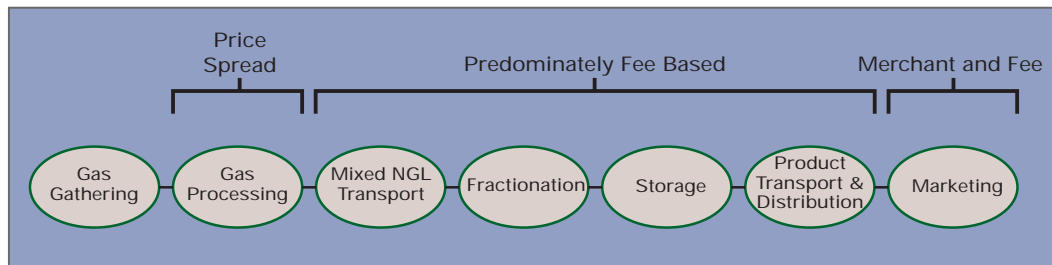 Price
Spread
Predominately Fee Based
Merchant and Fee
Gas
Gathering
Gas
Processing
Mixed NGL
Transport
Fractionation
Storage
Product
Transport &
Distribution
Marketing